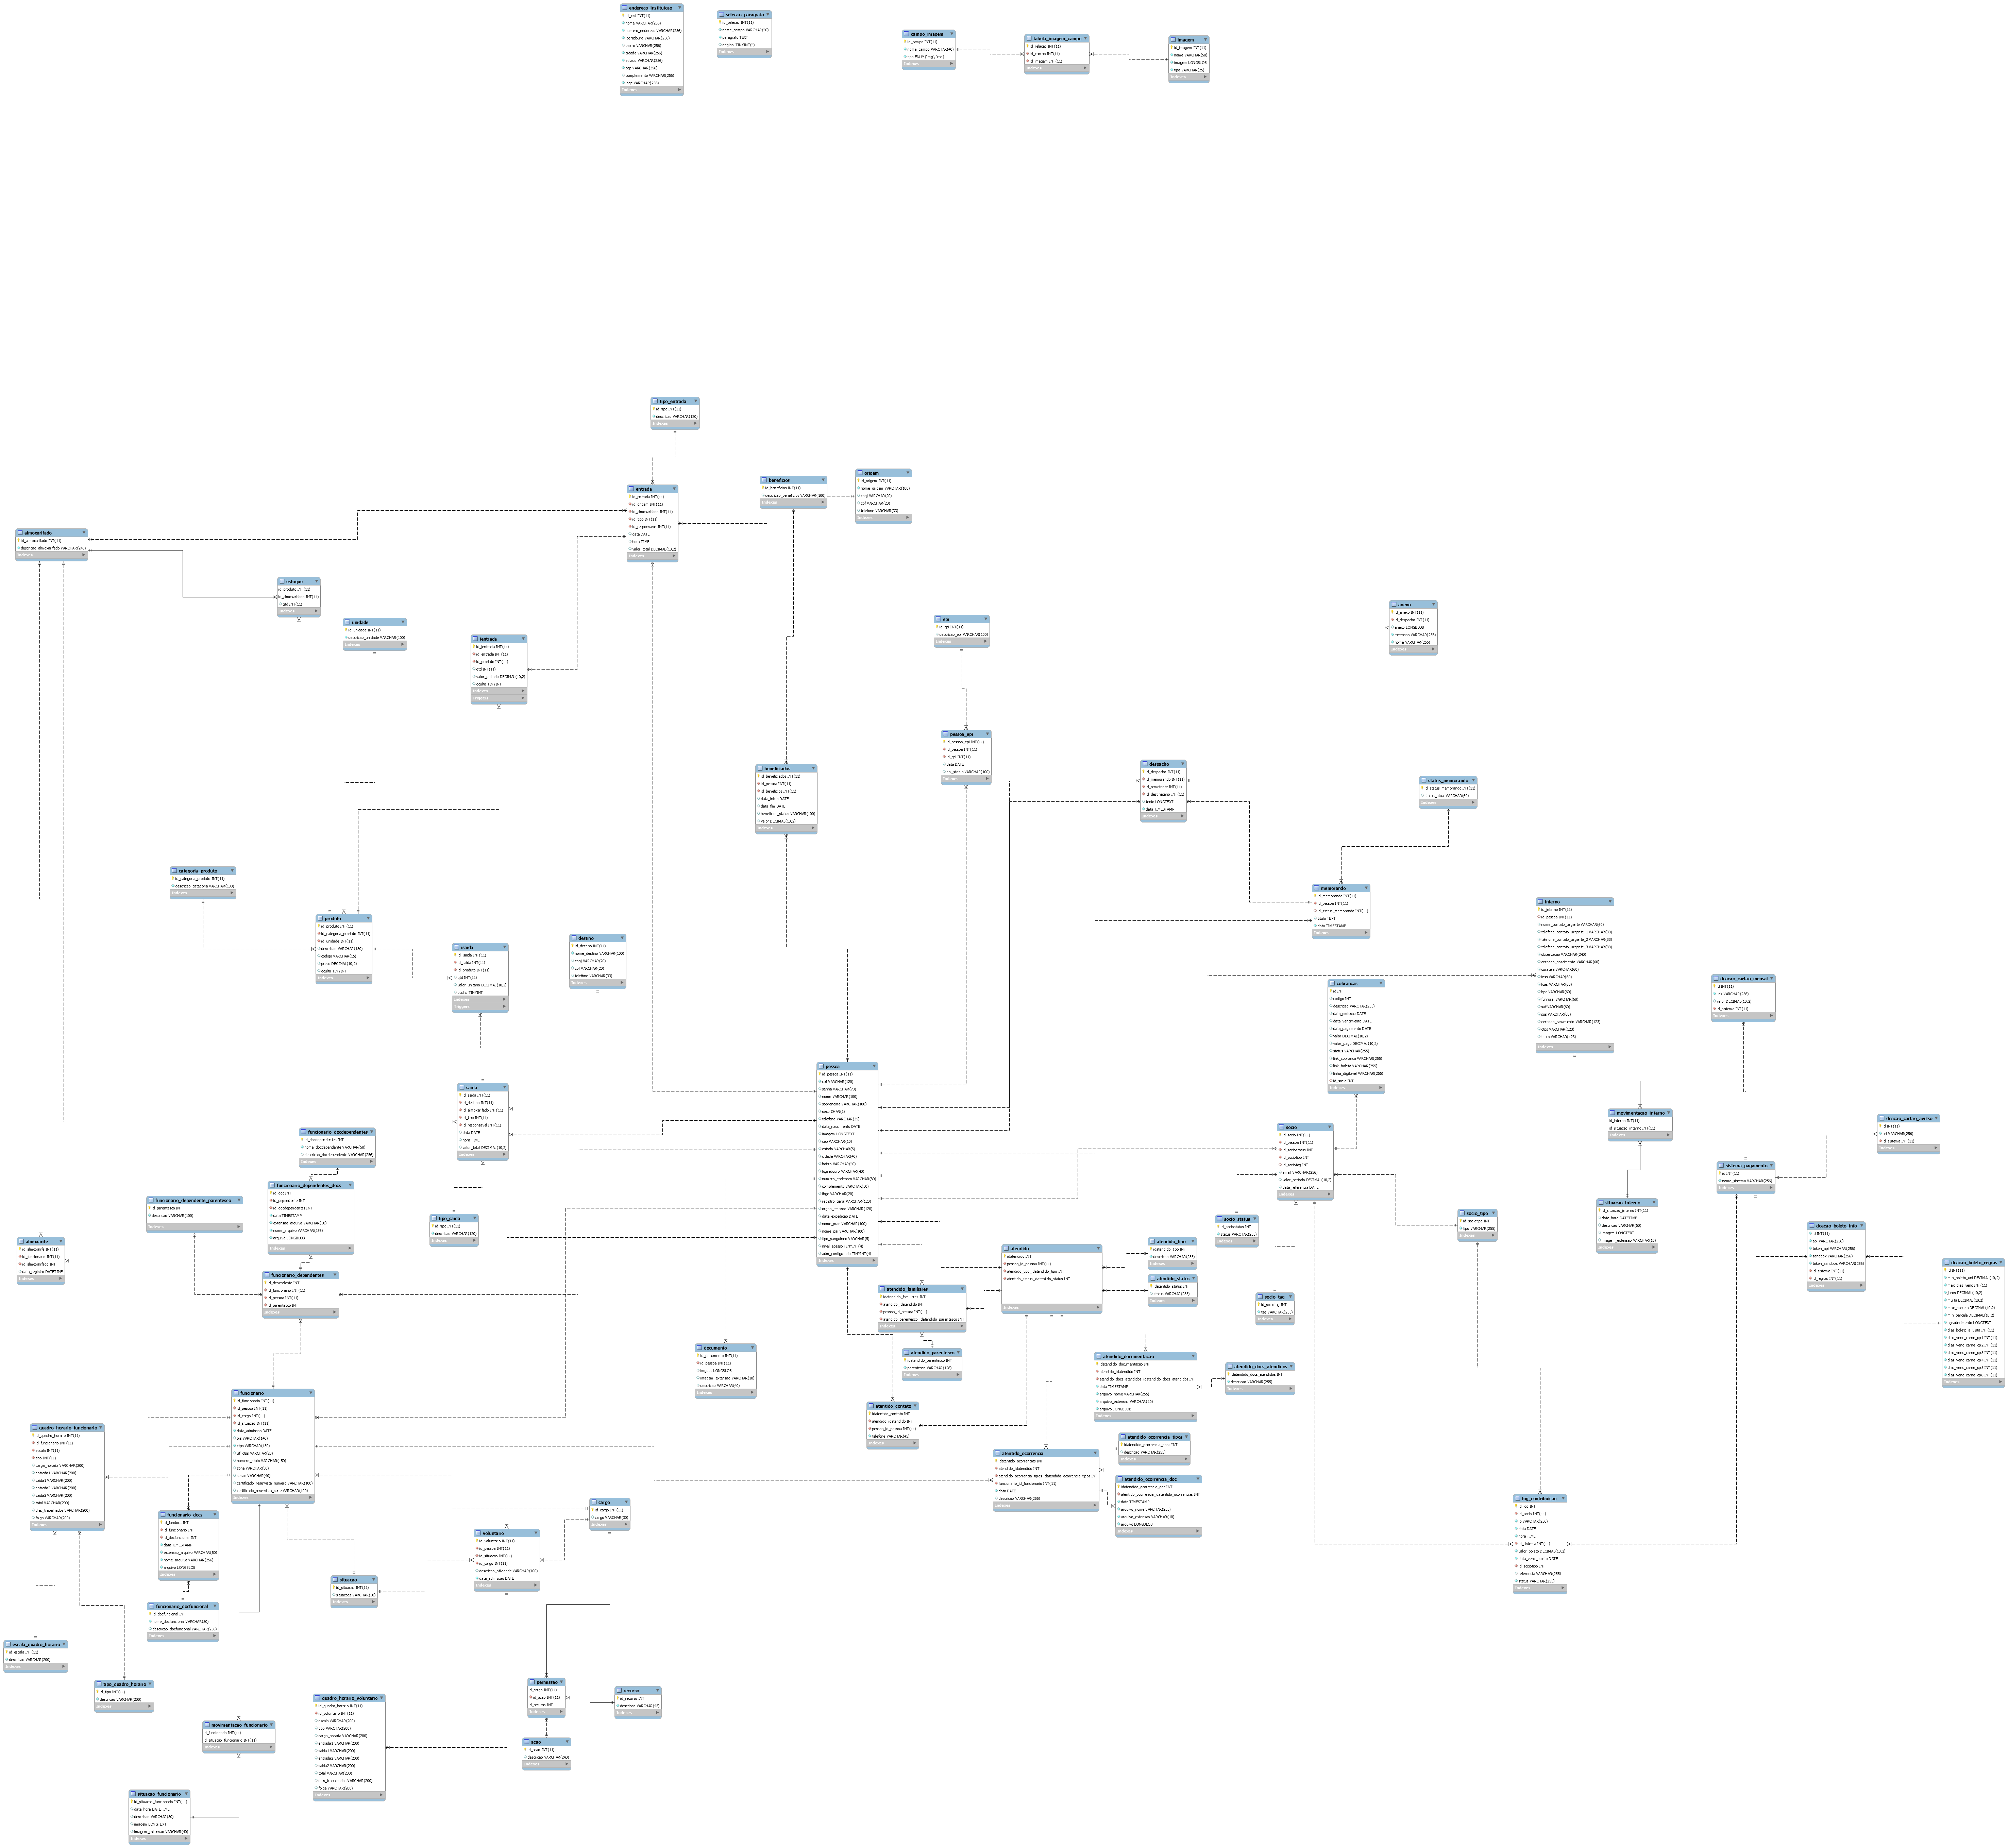 endereco_instituicao
id_inst INT(11)
nome VARCHAR(256)
numero_endereco VARCHAR(256)
logradouro VARCHAR(256)
bairro VARCHAR(256)
cidade VARCHAR(256)
estado VARCHAR(256)
cep VARCHAR(256)
complemento VARCHAR(256)
ibge VARCHAR(256)
Indexes
selecao_paragrafo
id_selecao INT(11)
nome_campo VARCHAR(40)
paragrafo TEXT
original TINYINT(4)
Indexes
campo_imagem
id_campo INT(11)
nome_campo VARCHAR(40)
tipo ENUM('img', 'car')
Indexes
tabela_imagem_campo
id_relacao INT(11)
id_campo INT(11)
id_imagem INT(11)
Indexes
imagem
id_imagem INT(11)
imagem LONGBLOB
Indexes
tipo_entrada
id_tipo INT(11)
descricao VARCHAR(120)
Indexes
entrada
id_entrada INT(11)
id_origem INT(11)
id_almoxarifado INT(11)
id_tipo INT(11)
id_responsavel INT(11)
data DATE
hora TIME
valor_total DECIMAL(10,2)
Indexes
beneficios
id_beneficios INT(11)
descricao_beneficios VARCHAR(100)
Indexes
origem
id_origem INT(11)
nome_origem VARCHAR(100)
cnpj VARCHAR(20)
cpf VARCHAR(20)
telefone VARCHAR(33)
Indexes
almoxarifado
id_almoxarifado INT(11)
descricao_almoxarifado VARCHAR(240)
Indexes
estoque
id_produto INT(11)
id_almoxarifado INT(11)
qtd INT(11)
Indexes
unidade
id_unidade INT(11)
descricao_unidade VARCHAR(100)
Indexes
ientrada
id_ientrada INT(11)
id_entrada INT(11)
id_produto INT(11)
qtd INT(11)
valor_unitario DECIMAL(10,2)
oculto TINYINT
Indexes
Triggers
epi
id_epi INT(11)
descricao_epi VARCHAR(100)
Indexes
anexo
id_anexo INT(11)
id_despacho INT(11)
anexo LONGBLOB
extensao VARCHAR(256)
nome VARCHAR(256)
Indexes
pessoa_epi
id_pessoa_epi INT(11)
id_pessoa INT(11)
id_epi INT(11)
data DATE
epi_status VARCHAR(100)
Indexes
beneficiados
id_beneficiados INT(11)
id_pessoa INT(11)
id_beneficios INT(11)
data_inicio DATE
data_fim DATE
beneficios_status VARCHAR(100)
valor DECIMAL(10,2)
Indexes
despacho
id_despacho INT(11)
id_memorando INT(11)
id_remetente INT(11)
id_destinatario INT(11)
texto LONGTEXT
data TIMESTAMP
Indexes
status_memorando
id_status_memorando INT(11)
status_atual VARCHAR(60)
Indexes
categoria_produto
id_categoria_produto INT(11)
descricao_categoria VARCHAR(100)
Indexes
memorando
id_memorando INT(11)
id_pessoa INT(11)
id_status_memorando INT(11)
titulo TEXT
data TIMESTAMP
Indexes
produto
id_produto INT(11)
id_categoria_produto INT(11)
id_unidade INT(11)
preco DECIMAL(10,2)
oculto TINYINT
Indexes
isaida
id_isaida INT(11)
id_saida INT(11)
id_produto INT(11)
qtd INT(11)
valor_unitario DECIMAL(10,2)
oculto TINYINT
Indexes
Triggers
destino
id_destino INT(11)
nome_destino VARCHAR(100)
cnpj VARCHAR(20)
cpf VARCHAR(20)
telefone VARCHAR(33)
Indexes
interno
id_interno INT(11)
id_pessoa INT(11)
nome_contato_urgente VARCHAR(60)
telefone_contato_urgente_1 VARCHAR(33)
telefone_contato_urgente_2 VARCHAR(33)
telefone_contato_urgente_3 VARCHAR(33)
observacao VARCHAR(240)
certidao_nascimento VARCHAR(60)
curatela VARCHAR(60)
inss VARCHAR(60)
loas VARCHAR(60)
bpc VARCHAR(60)
funrural VARCHAR(60)
saf VARCHAR(60)
sus VARCHAR(60)
certidao_casamento VARCHAR(123)
ctps VARCHAR(123)
titulo VARCHAR(123)
Indexes
cobrancas
id INT
codigo INT
descricao VARCHAR(255)
data_emissao DATE
data_vencimento DATE
data_pagamento DATE
valor DECIMAL(10,2)
valor_pago DECIMAL(10,2)
status VARCHAR(255)
link_cobranca VARCHAR(255)
link_boleto VARCHAR(255)
linha_digitavel VARCHAR(255)
id_socio INT
Indexes
doacao_cartao_mensal
id INT(11)
link VARCHAR(256)
valor DECIMAL(10,2)
id_sistema INT(11)
Indexes
pessoa
id_pessoa INT(11)
cpf VARCHAR(120)
senha VARCHAR(70)
nome VARCHAR(100)
sobrenome VARCHAR(100)
sexo CHAR(1)
telefone VARCHAR(25)
data_nascimento DATE
imagem LONGTEXT
cep VARCHAR(10)
estado VARCHAR(5)
cidade VARCHAR(40)
bairro VARCHAR(40)
logradouro VARCHAR(40)
numero_endereco VARCHAR(80)
complemento VARCHAR(50)
ibge VARCHAR(20)
registro_geral VARCHAR(120)
orgao_emissor VARCHAR(120)
data_expedicao DATE
nome_mae VARCHAR(100)
nome_pai VARCHAR(100)
tipo_sanguineo VARCHAR(5)
nivel_acesso TINYINT(4)
adm_configurado TINYINT(4)
Indexes
saida
id_saida INT(11)
id_destino INT(11)
id_almoxarifado INT(11)
id_tipo INT(11)
id_responsavel INT(11)
data DATE
hora TIME
valor_total DECIMAL(10,2)
Indexes
movimentacao_interno
id_interno INT(11)
id_situacao_interno INT(11)
Indexes
doacao_cartao_avulso
id INT(11)
url VARCHAR(256)
id_sistema INT(11)
Indexes
socio
id_socio INT(11)
id_pessoa INT(11)
id_sociostatus INT
id_sociotipo INT
id_sociotag INT
email VARCHAR(256)
valor_periodo DECIMAL(10,2)
data_referencia DATE
Indexes
funcionario_docdependentes
id_docdependentes INT
nome_docdependente VARCHAR(50)
descricao_docdependente VARCHAR(256)
Indexes
sistema_pagamento
id INT(11)
nome_sistema VARCHAR(256)
Indexes
funcionario_dependentes_docs
id_doc INT
id_dependente INT
id_docdependentes INT
data TIMESTAMP
extensao_arquivo VARCHAR(50)
nome_arquivo VARCHAR(256)
arquivo LONGBLOB
Indexes
funcionario_dependente_parentesco
id_parentesco INT
descricao VARCHAR(100)
Indexes
situacao_interno
id_situacao_interno INT(11)
data_hora DATETIME
descricao VARCHAR(50)
imagem LONGTEXT
imagem_extensao VARCHAR(10)
Indexes
tipo_saida
id_tipo INT(11)
descricao VARCHAR(120)
Indexes
socio_status
id_sociostatus INT
status VARCHAR(255)
Indexes
socio_tipo
id_sociotipo INT
tipo VARCHAR(255)
Indexes
doacao_boleto_info
id INT(11)
api VARCHAR(256)
token_api VARCHAR(256)
sandbox VARCHAR(256)
token_sandbox VARCHAR(256)
id_sistema INT(11)
id_regras INT(11)
Indexes
almoxarife
id_almoxarife INT(11)
id_funcionario INT(11)
id_almoxarifado INT
data_registro DATETIME
Indexes
atendido
idatendido INT
pessoa_id_pessoa INT(11)
atendido_tipo_idatendido_tipo INT
atendido_status_idatendido_status INT
Indexes
atendido_tipo
idatendido_tipo INT
descricao VARCHAR(255)
Indexes
atendido_status
idatendido_status INT
status VARCHAR(255)
Indexes
doacao_boleto_regras
id INT(11)
min_boleto_uni DECIMAL(10,2)
max_dias_venc INT(11)
juros DECIMAL(10,2)
multa DECIMAL(10,2)
max_parcela DECIMAL(10,2)
min_parcela DECIMAL(10,2)
agradecimento LONGTEXT
dias_boleto_a_vista INT(11)
dias_venc_carne_op1 INT(11)
dias_venc_carne_op2 INT(11)
dias_venc_carne_op3 INT(11)
dias_venc_carne_op4 INT(11)
dias_venc_carne_op5 INT(11)
dias_venc_carne_op6 INT(11)
Indexes
funcionario_dependentes
id_dependente INT
id_funcionario INT(11)
id_pessoa INT(11)
id_parentesco INT
Indexes
atendido_familiares
idatendido_familiares INT
atendido_idatendido INT
pessoa_id_pessoa INT(11)
atendido_parentesco_idatendido_parentesco INT
Indexes
socio_tag
id_sociotag INT
tag VARCHAR(255)
Indexes
documento
id_documento INT(11)
id_pessoa INT(11)
imgdoc LONGBLOB
imagem_extensao VARCHAR(10)
descricao VARCHAR(40)
Indexes
atendido_parentesco
idatendido_parentesco INT
parentesco VARCHAR(128)
Indexes
atendido_documentacao
idatendido_documentacao INT
atendido_idatendido INT
atendido_docs_atendidos_idatendido_docs_atendidos INT
data TIMESTAMP
arquivo_nome VARCHAR(255)
arquivo_extensao VARCHAR(10)
arquivo LONGBLOB
Indexes
atendido_docs_atendidos
idatendido_docs_atendidos INT
descricao VARCHAR(255)
Indexes
funcionario
id_funcionario INT(11)
id_pessoa INT(11)
id_cargo INT(11)
id_situacao INT(11)
data_admissao DATE
pis VARCHAR(140)
ctps VARCHAR(150)
uf_ctps VARCHAR(20)
numero_titulo VARCHAR(150)
zona VARCHAR(30)
secao VARCHAR(40)
certificado_reservista_numero VARCHAR(100)
certificado_reservista_serie VARCHAR(100)
Indexes
atendido_contato
idatendido_contato INT
atendido_idatendido INT
pessoa_id_pessoa INT(11)
telefone VARCHAR(45)
Indexes
quadro_horario_funcionario
id_quadro_horario INT(11)
id_funcionario INT(11)
escala INT(11)
tipo INT(11)
carga_horaria VARCHAR(200)
entrada1 VARCHAR(200)
saida1 VARCHAR(200)
entrada2 VARCHAR(200)
saida2 VARCHAR(200)
total VARCHAR(200)
dias_trabalhados VARCHAR(200)
folga VARCHAR(200)
Indexes
atendido_ocorrencia
idatendido_ocorrencias INT
atendido_idatendido INT
atendido_ocorrencia_tipos_idatendido_ocorrencia_tipos INT
funcionario_id_funcionario INT(11)
data DATE
descricao VARCHAR(255)
Indexes
atendido_ocorrencia_tipos
idatendido_ocorrencia_tipos INT
descricao VARCHAR(255)
Indexes
atendido_ocorrencia_doc
idatendido_ocorrencia_doc INT
atentido_ocorrencia_idatentido_ocorrencias INT
data TIMESTAMP
arquivo_nome VARCHAR(255)
arquivo_extensao VARCHAR(10)
arquivo LONGBLOB
Indexes
log_contribuicao
id_log INT
id_socio INT(11)
ip VARCHAR(256)
data DATE
hora TIME
id_sistema INT(11)
valor_boleto DECIMAL(10,2)
data_venc_boleto DATE
id_sociotipo INT
referencia VARCHAR(255)
status VARCHAR(255)
Indexes
cargo
id_cargo INT(11)
cargo VARCHAR(30)
Indexes
funcionario_docs
id_fundocs INT
id_funcionario INT
id_docfuncional INT
data TIMESTAMP
extensao_arquivo VARCHAR(50)
nome_arquivo VARCHAR(256)
arquivo LONGBLOB
Indexes
voluntario
id_voluntario INT(11)
id_pessoa INT(11)
id_situacao INT(11)
id_cargo INT(11)
descricao_atividade VARCHAR(100)
data_admissao DATE
Indexes
situacao
id_situacao INT(11)
situacoes VARCHAR(30)
Indexes
funcionario_docfuncional
id_docfuncional INT
nome_docfuncional VARCHAR(50)
descricao_docfuncional VARCHAR(256)
Indexes
escala_quadro_horario
id_escala INT(11)
descricao VARCHAR(200)
Indexes
tipo_quadro_horario
id_tipo INT(11)
descricao VARCHAR(200)
Indexes
permissao
id_cargo INT(11)
id_acao INT(11)
id_recurso INT
Indexes
recurso
id_recurso INT
descricao VARCHAR(45)
Indexes
quadro_horario_voluntario
id_quadro_horario INT(11)
id_voluntario INT(11)
escala VARCHAR(200)
tipo VARCHAR(200)
carga_horaria VARCHAR(200)
entrada1 VARCHAR(200)
saida1 VARCHAR(200)
entrada2 VARCHAR(200)
saida2 VARCHAR(200)
total VARCHAR(200)
dias_trabalhados VARCHAR(200)
folga VARCHAR(200)
Indexes
movimentacao_funcionario
id_funcionario INT(11)
id_situacao_funcionario INT(11)
Indexes
acao
id_acao INT(11)
descricao VARCHAR(240)
Indexes
situacao_funcionario
id_situacao_funcionario INT(11)
data_hora DATETIME
descricao VARCHAR(50)
imagem LONGTEXT
imagem_extensao VARCHAR(40)
Indexes